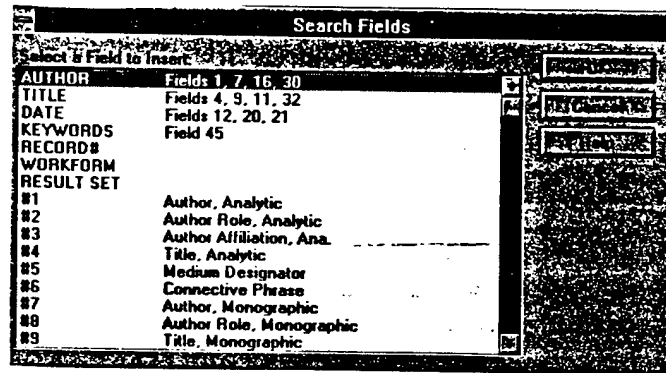 Search Fields
Select a Field to Insert:
AUTHOR Fields 1, 7, 16, 30
TITLE Fields 4, 9, 11, 32
DATE Fields 12, 20, 21
KEYWORDS Field 45
RECORD#
WORKFORM
RESULT SET
#1 Author, Analytic
#2 Author Role, Analytic
#3 Author Affiliation, Ana.
#4 Title, Analytic
#5 Medium Designator
#6 Connective Phrase
#7 Author, Monographic
#8 Author Role, Monographic
#9 Title, Monographic
Cancel
Help